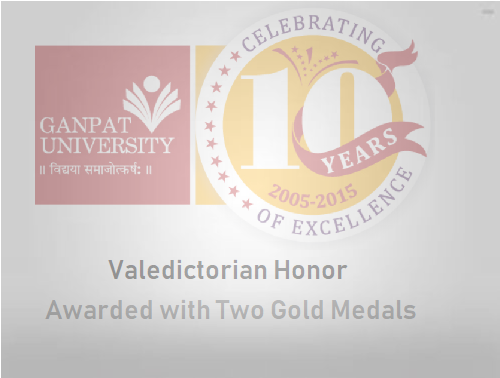 GANPAT
UNIVERSITY
॥ विद्यया समाजोत्कर्षः ॥
CELEBRATING
10
YEARS
2005-2015
OF EXCELLENCE
Valedictorian Honor
Awarded with Two Gold Medals